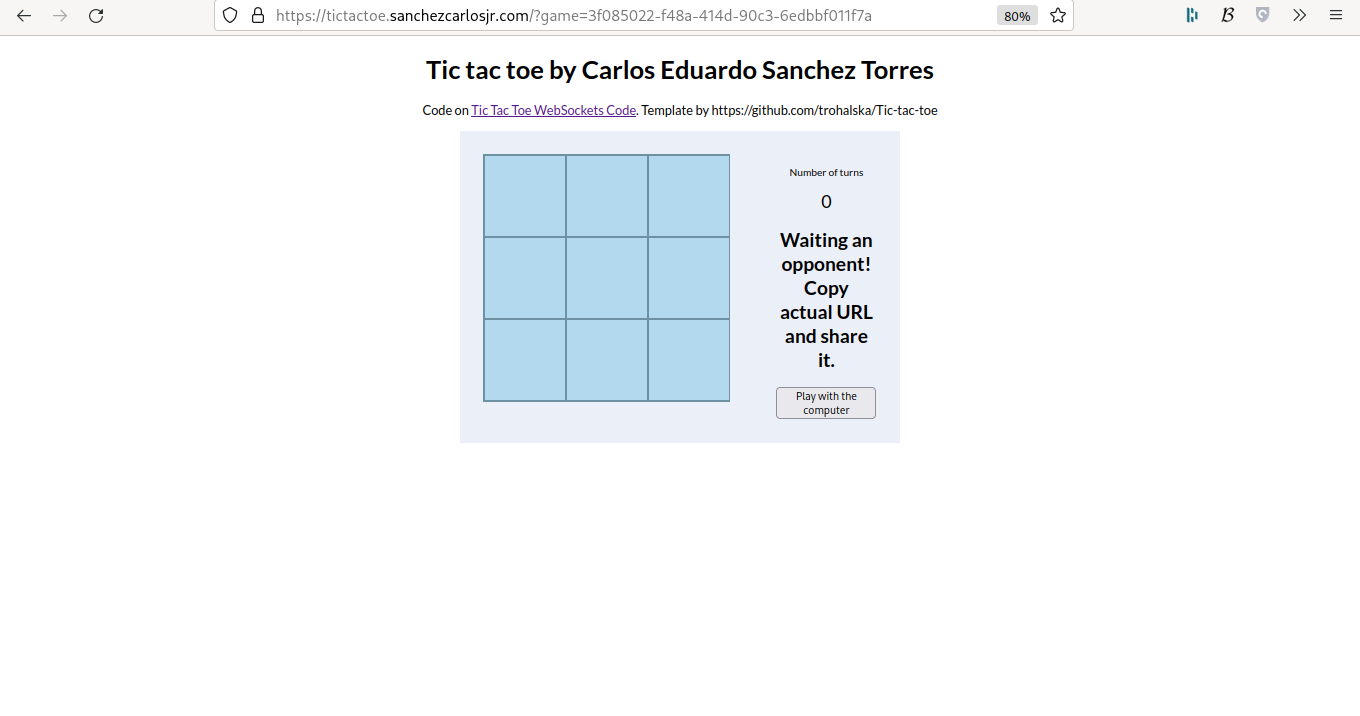 https://tictactoe.sanchezcarlosjr.com/?game=3f085022-f48a-414d-90c3-6edbbf011f7a
80%
Tic tac toe by Carlos Eduardo Sanchez Torres
Code on Tic Tac Toe WebSockets Code. Template by https://github.com/trohalska/Tic-tac-toe
Number of turns
0
Waiting an
opponent!
Copy
actual URL
and share
it.
Play with the
computer